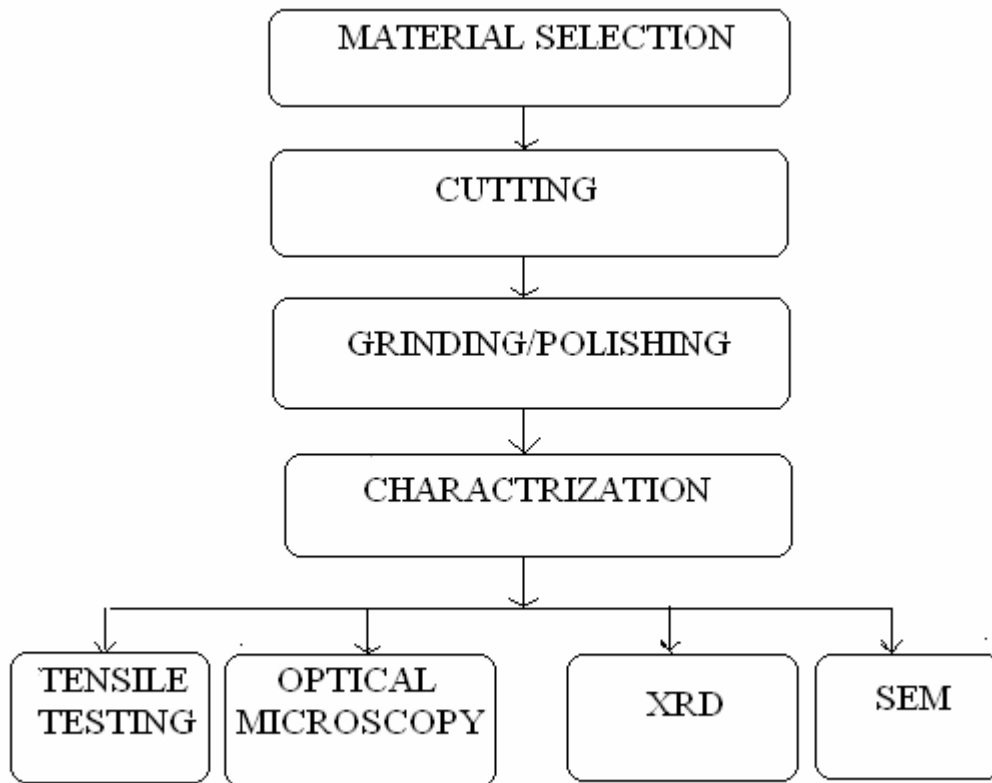 MATERIAL SELECTION
CUTTING
GRINDING/POLISHING
CHARACTRIZATION
TENSILE
TESTING
OPTICAL
MICROSCOPY
XRD
SEM